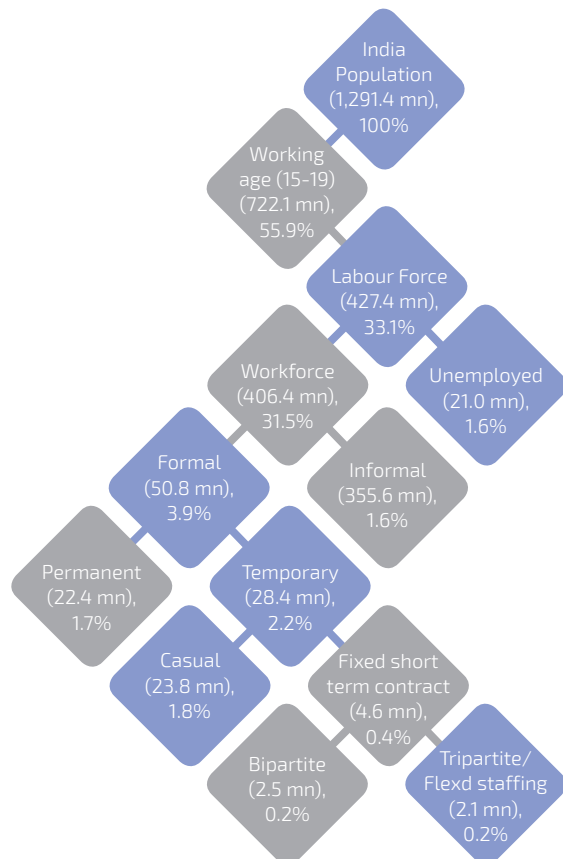 India
Population
(1,291.4 mn),
100%
Working
age (15-19)
(722.1 mn),
55.9%
Labour Force
(427.4 mn),
33.1%
Workforce
(406.4 mn),
31.5%
Unemployed
(21.0 mn),
1.6%
Formal
(50.8 mn),
3.9%
Informal
(355.6 mn),
1.6%
Permanent
(22.4 mn),
1.7%
Temporary
(28.4 mn),
2.2%
Casual
(23.8 mn),
1.8%
Fixed short
term contract
(4.6 mn),
0.4%
Bipartite
(2.5 mn),
0.2%
Tripartite/
Flexd staffing
(2.1 mn),
0.2%